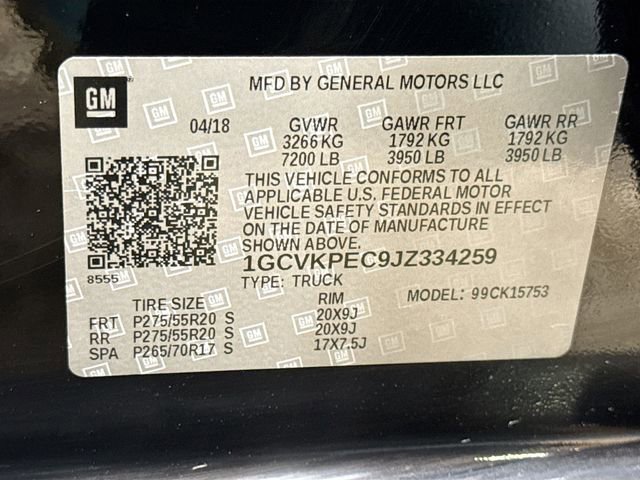 GM
MFD BY GENERAL MOTORS LLC
04/18 GVWR GAWR FRT GAWR RR
3266 KG 1792 KG 1792 KG
7200 LB 3950 LB 3950 LB
THIS VEHICLE CONFORMS TO ALL
APPLICABLE U.S. FEDERAL MOTOR
VEHICLE SAFETY STANDARDS IN EFFECT
ON THE DATE OF MANUFACTURE
SHOWN ABOVE.
8555
1GCVKPEC9JZ334259
TYPE: TRUCK
MODEL: 99CK15753
TIRE SIZE RIM
FRT P275/55R20 S 20X9J
RR P275/55R20 S 20X9J
SPA P265/70R17 S 17X7.5J